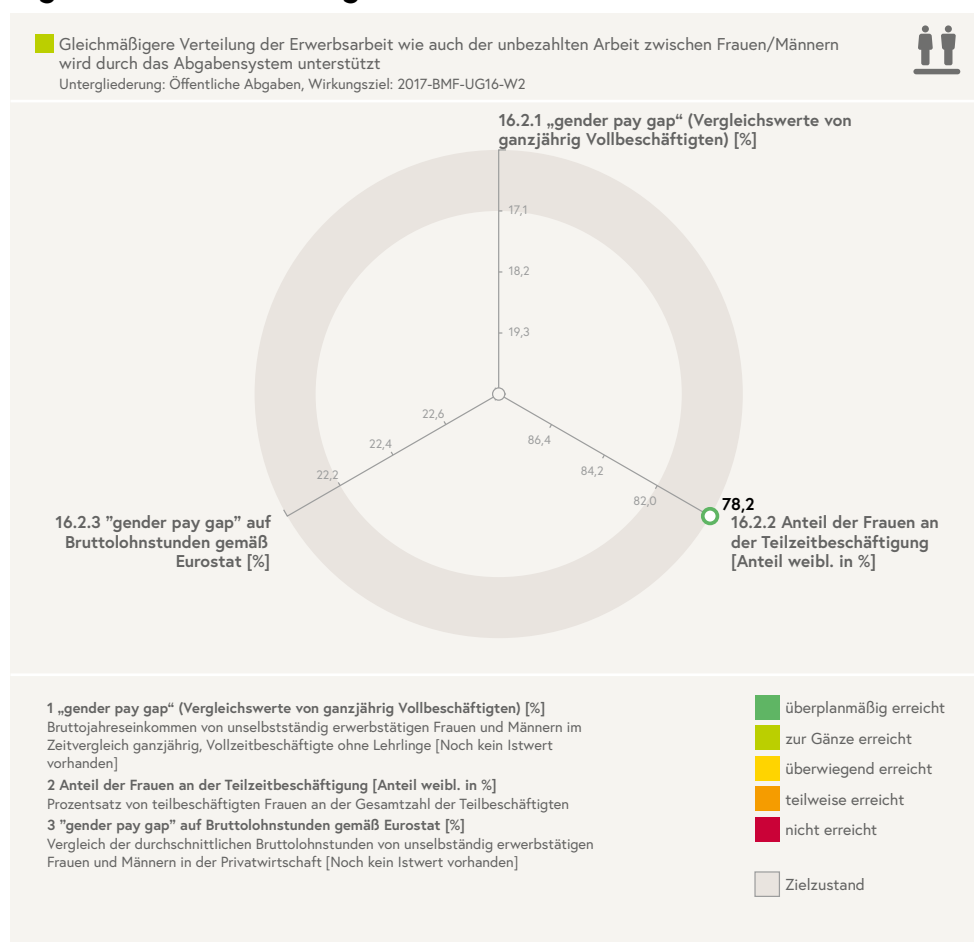 Gleichmäßigere Verteilung der Erwerbsarbeit wie auch der unbezahlten Arbeit zwischen Frauen/Männern
wird durch das Abgabensystem unterstützt
Untergliederung: Öffentliche Abgaben, Wirkungsziel: 2017-BMF-UG16-W2
16.2.1 „gender pay gap“ (Vergleichswerte von
ganzjährig Vollbeschäftigten) [%]
17,1
18,2
19,3
22,6
22,4
22,2
86,4
84,2
82,0
78,2
16.2.3 ”gender pay gap” auf
Bruttolohnstunden gemäß
Eurostat [%]
16.2.2 Anteil der Frauen an
der Teilzeitbeschäftigung
[Anteil weibl. in %]
1 „gender pay gap“ (Vergleichswerte von ganzjährig Vollbeschäftigten) [%]
Bruttojahreseinkommen von unselbstständig erwerbstätigen Frauen und Männern im
Zeitvergleich ganzjährig, Vollzeitbeschäftigte ohne Lehrlinge [Noch kein Istwert
vorhanden]
2 Anteil der Frauen an der Teilzeitbeschäftigung [Anteil weibl. in %]
Prozentsatz von teilbeschäftigten Frauen an der Gesamtzahl der Teilbeschäftigten
3 ”gender pay gap” auf Bruttolohnstunden gemäß Eurostat [%]
Vergleich der durchschnittlichen Bruttolohnstunden von unselbständig erwerbstätigen
Frauen und Männern in der Privatwirtschaft [Noch kein Istwert vorhanden]
überplanmäßig erreicht
zur Gänze erreicht
überwiegend erreicht
teilweise erreicht
nicht erreicht
Zielzustand